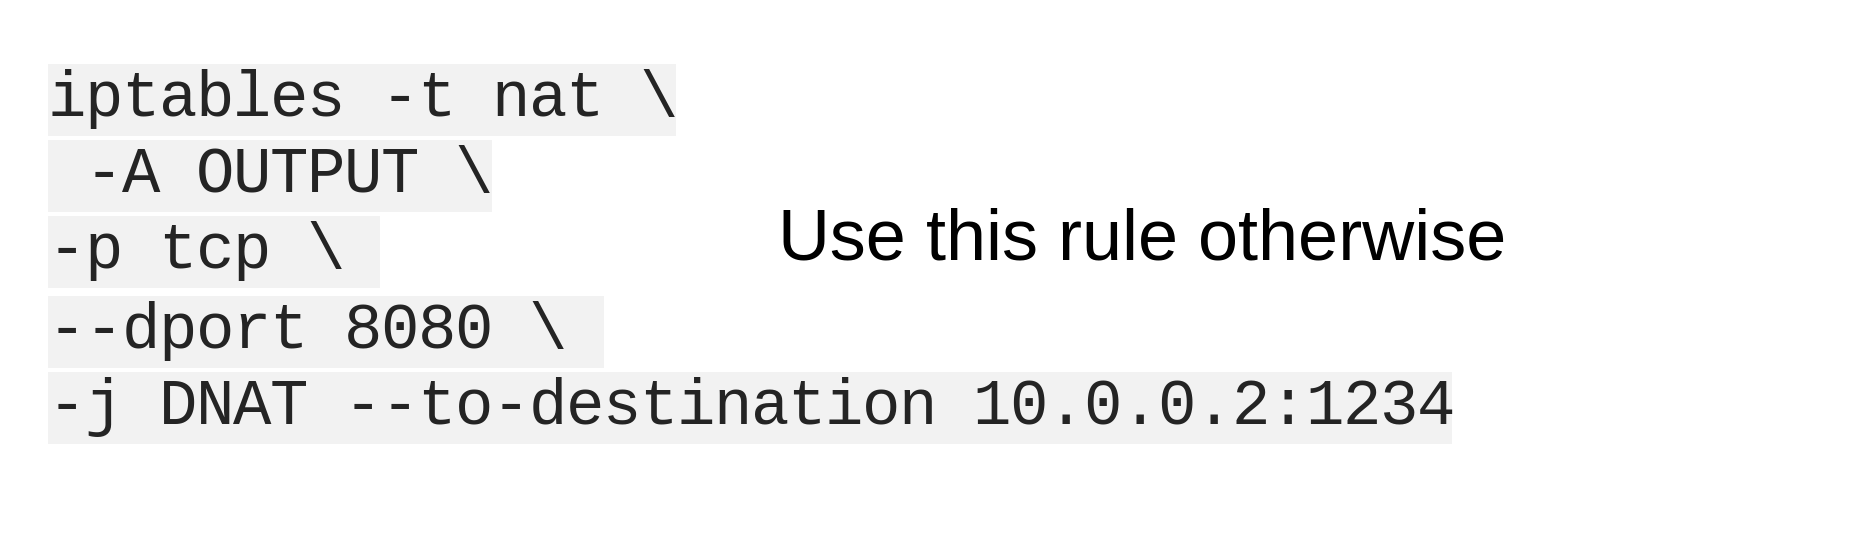 iptables -t nat \
 -A OUTPUT \
-p tcp \
Use this rule otherwise
--dport 8080 \
-j DNAT --to-destination 10.0.0.2:1234